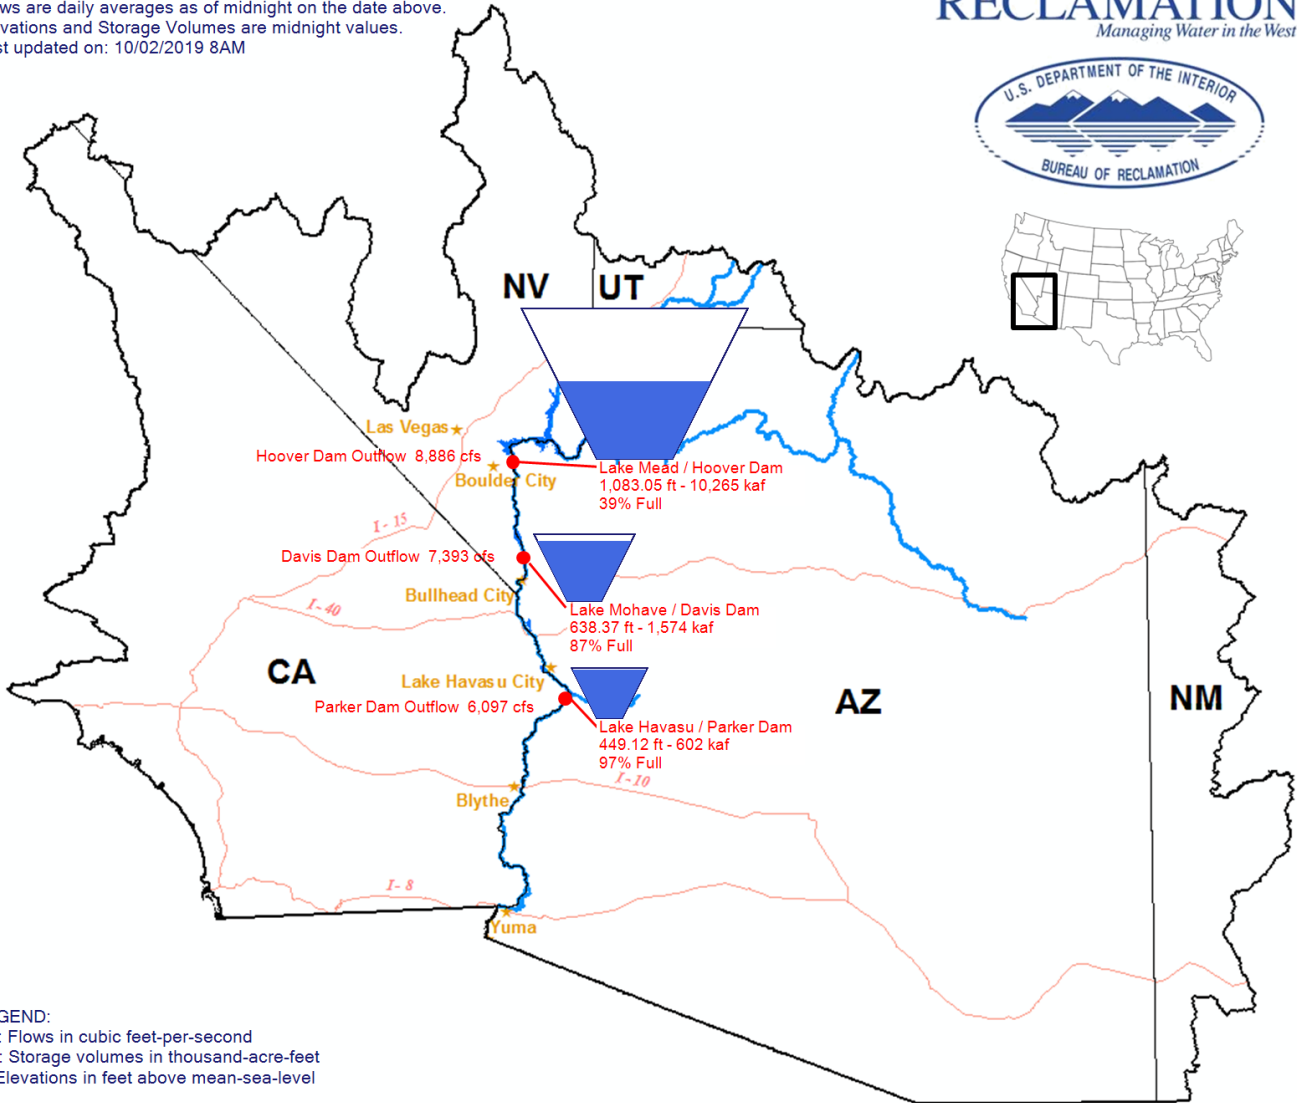 ws are daily averages as of midnight on the date above.
vations and Storage Volumes are midnight values.
t updated on: 10/02/2019 8AM
RECLAMATION
Managing Water in the West
U.S. DEPARTMENT OF THE INTERIOR
BUREAU OF RECLAMATION
NV
UT
Las Vegas
Hoover Dam Outflow 8,886 cfs
Boulder City
Lake Mead / Hoover Dam
1,083.05 ft - 10,265 kaf
39% Full
I - 15
Davis Dam Outflow 7,393 cfs
Bullhead City
I - 40
Lake Mohave / Davis Dam
638.37 ft - 1,574 kaf
87% Full
CA
Lake Havasu City
Parker Dam Outflow 6,097 cfs
AZ
NM
Lake Havasu / Parker Dam
449.12 ft - 602 kaf
97% Full
I - 10
Blythe
I - 8
Yuma
GEND:
: Flows in cubic feet-per-second
: Storage volumes in thousand-acre-feet
Elevations in feet above mean-sea-level